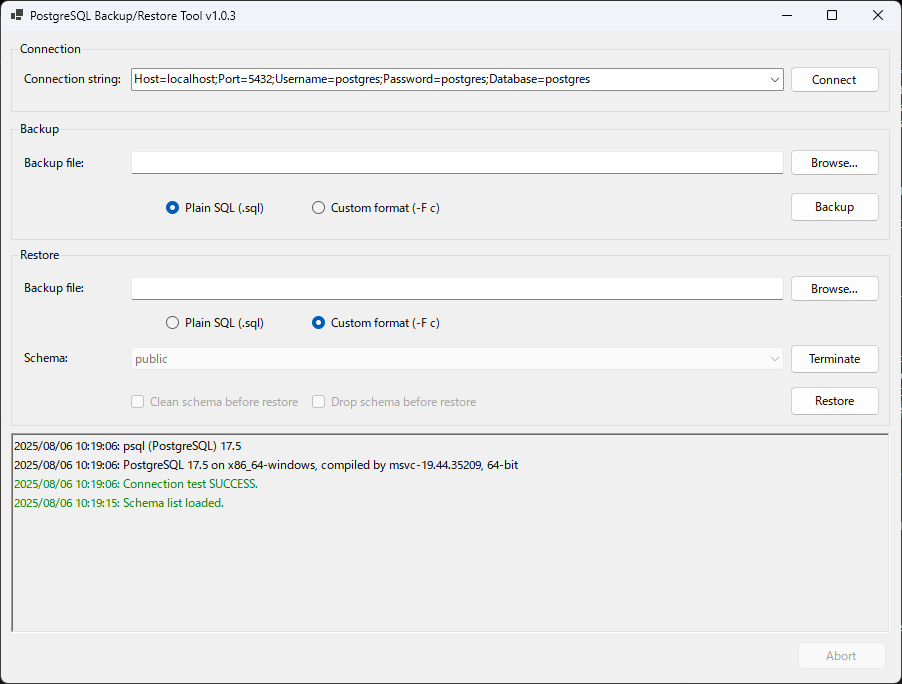 PostgreSQL Backup/Restore Tool v1.0.3
Connection
Connection string: Host=localhost;Port=5432;Username=postgres;Password=postgres;Database=postgres Connect
Backup
Backup file: Browse...
Plain SQL (.sql) Custom format (-F c) Backup
Restore
Backup file: Browse...
Plain SQL (.sql) Custom format (-F c)
Schema: public Terminate
Clean schema before restore Drop schema before restore Restore
2025/08/06 10:19:06: psql (PostgreSQL) 17.5
2025/08/06 10:19:06: PostgreSQL 17.5 on x86_64-windows, compiled by msvc-19.44.35209, 64-bit
2025/08/06 10:19:06: Connection test SUCCESS.
2025/08/06 10:19:15: Schema list loaded.
Abort